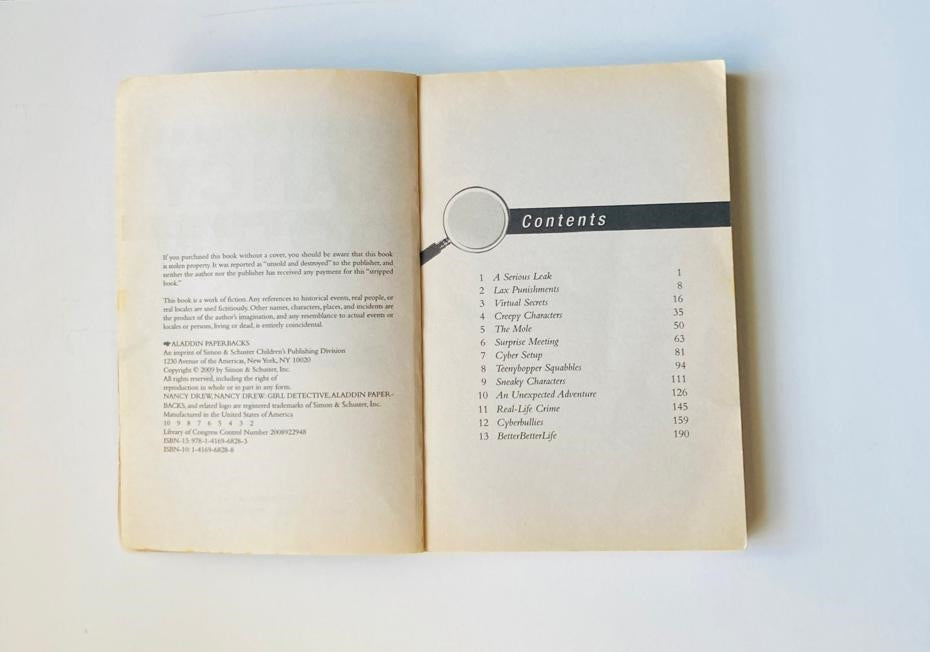 If you purchased this book without a cover, you should be aware that this book
is stolen property. It was reported as "unsold and destroyed" to the publisher, and
neither the author nor the publisher has received any payment for this "stripped
book."
This book is a work of fiction. Any references to historical events, real people, or
real locales are used fictitiously. Other names, characters, places, and incidents are
the product of the author's imagination, and any resemblance to actual events or
locales or persons, living or dead, is entirely coincidental.
ALADDIN PAPERBACKS
An imprint of Simon & Schuster Children's Publishing Division
1230 Avenue of the Americas, New York, NY 10020
Copyright © 2009 by Simon & Schuster, Inc.
All rights reserved, including the right of
reproduction in whole or in part in any form.
NANCY DREW, NANCY DREW: GIRL DETECTIVE, ALADDIN PAPER-
BACKS, and related logo are registered trademarks of Simon & Schuster, Inc.
Manufactured in the United States of America
10 9 8 7 6 5 4 3 2
Library of Congress Control Number 2008922948
ISBN-13: 978-1-4169-6828-3
ISBN-10: 1-4169-6828-8
Contents
1 A Serious Leak 1
2 Lax Punishments 8
3 Virtual Secrets 16
4 Creepy Characters 35
5 The Mole 50
6 Surprise Meeting 63
7 Cyber Setup 81
8 Teenybopper Squabbles 94
9 Sneaky Characters 111
10 An Unexpected Adventure 126
11 Real-Life Crime 145
12 Cyberbullies 159
13 BetterBetterLife 190